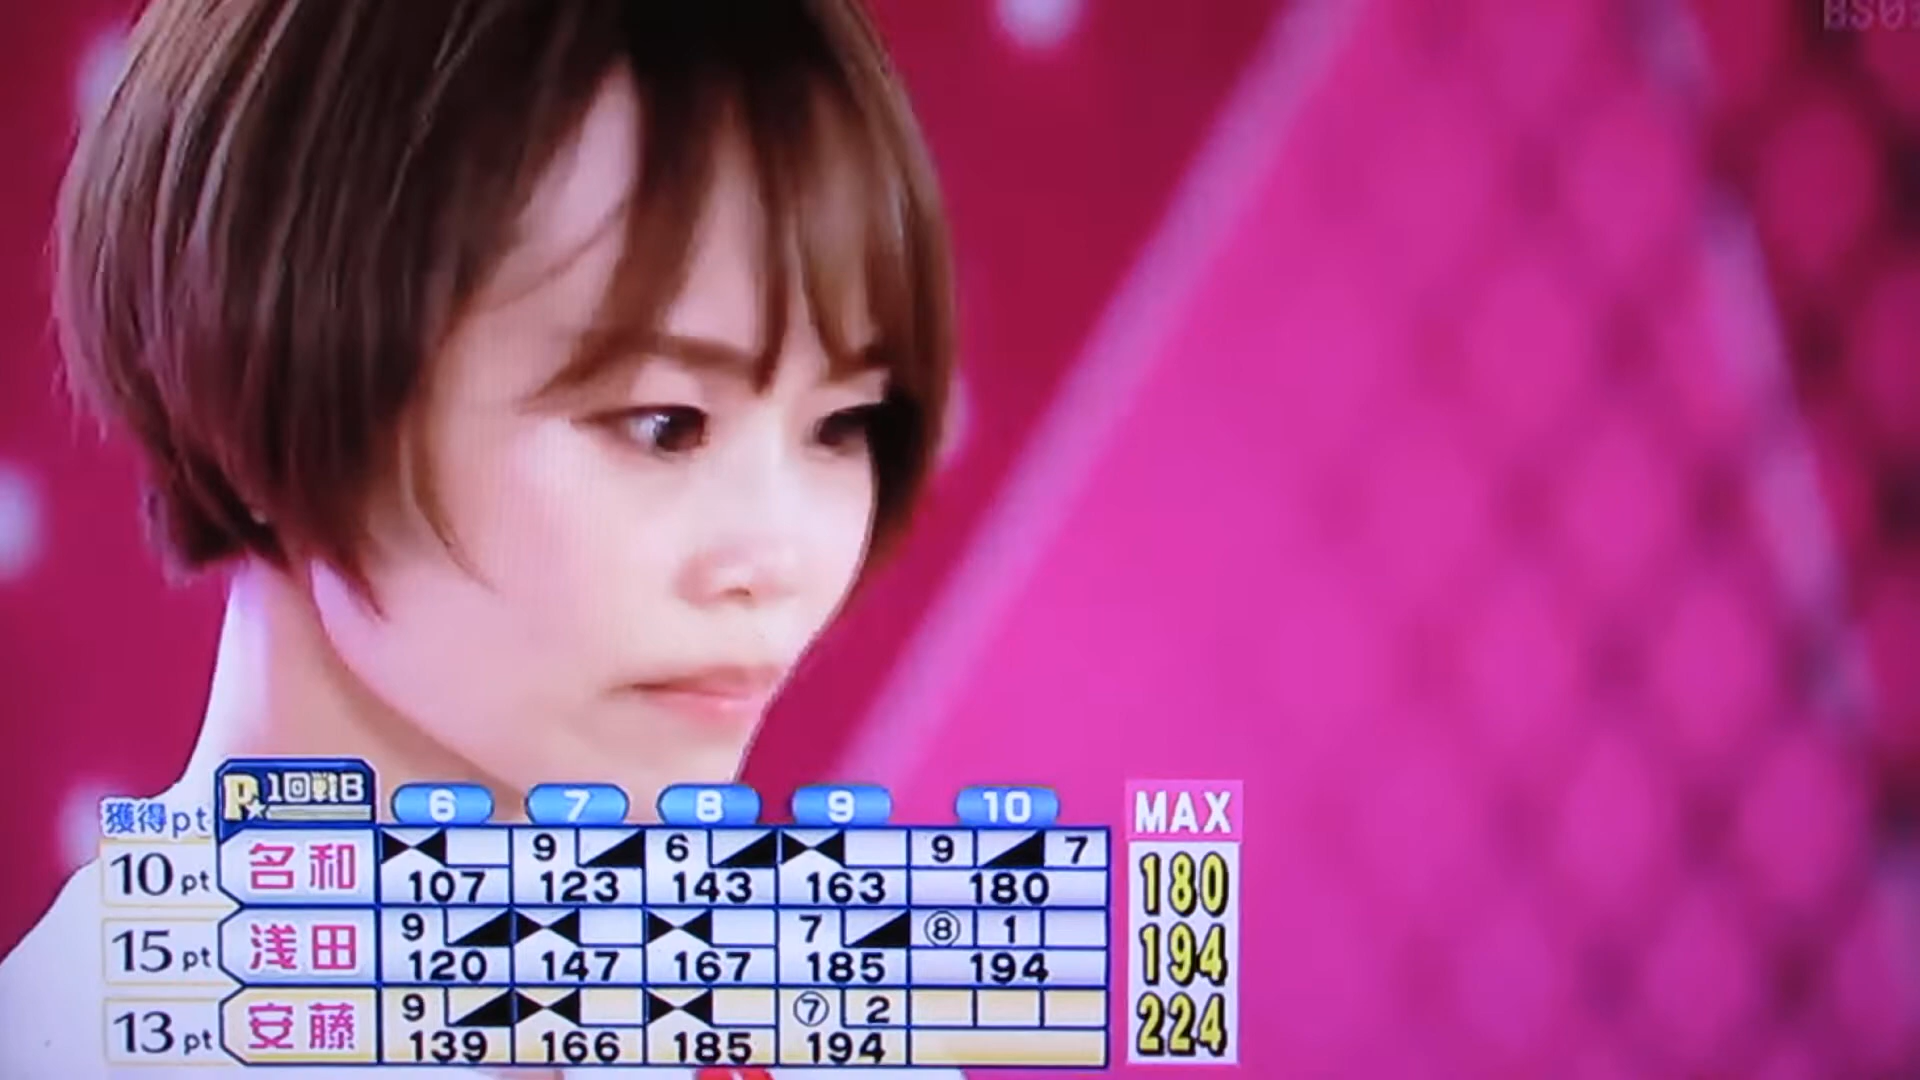 BS0
獲得pt
P★ 1回戦B 6 7 8 9 10 MAX
10pt 名和 9 6 9 7
107 123 143 163 180 180
15pt 浅田 9 7 ⑧ 1
120 147 167 185 194 194
13pt 安藤 9 ⑦ 2
139 166 185 194 224